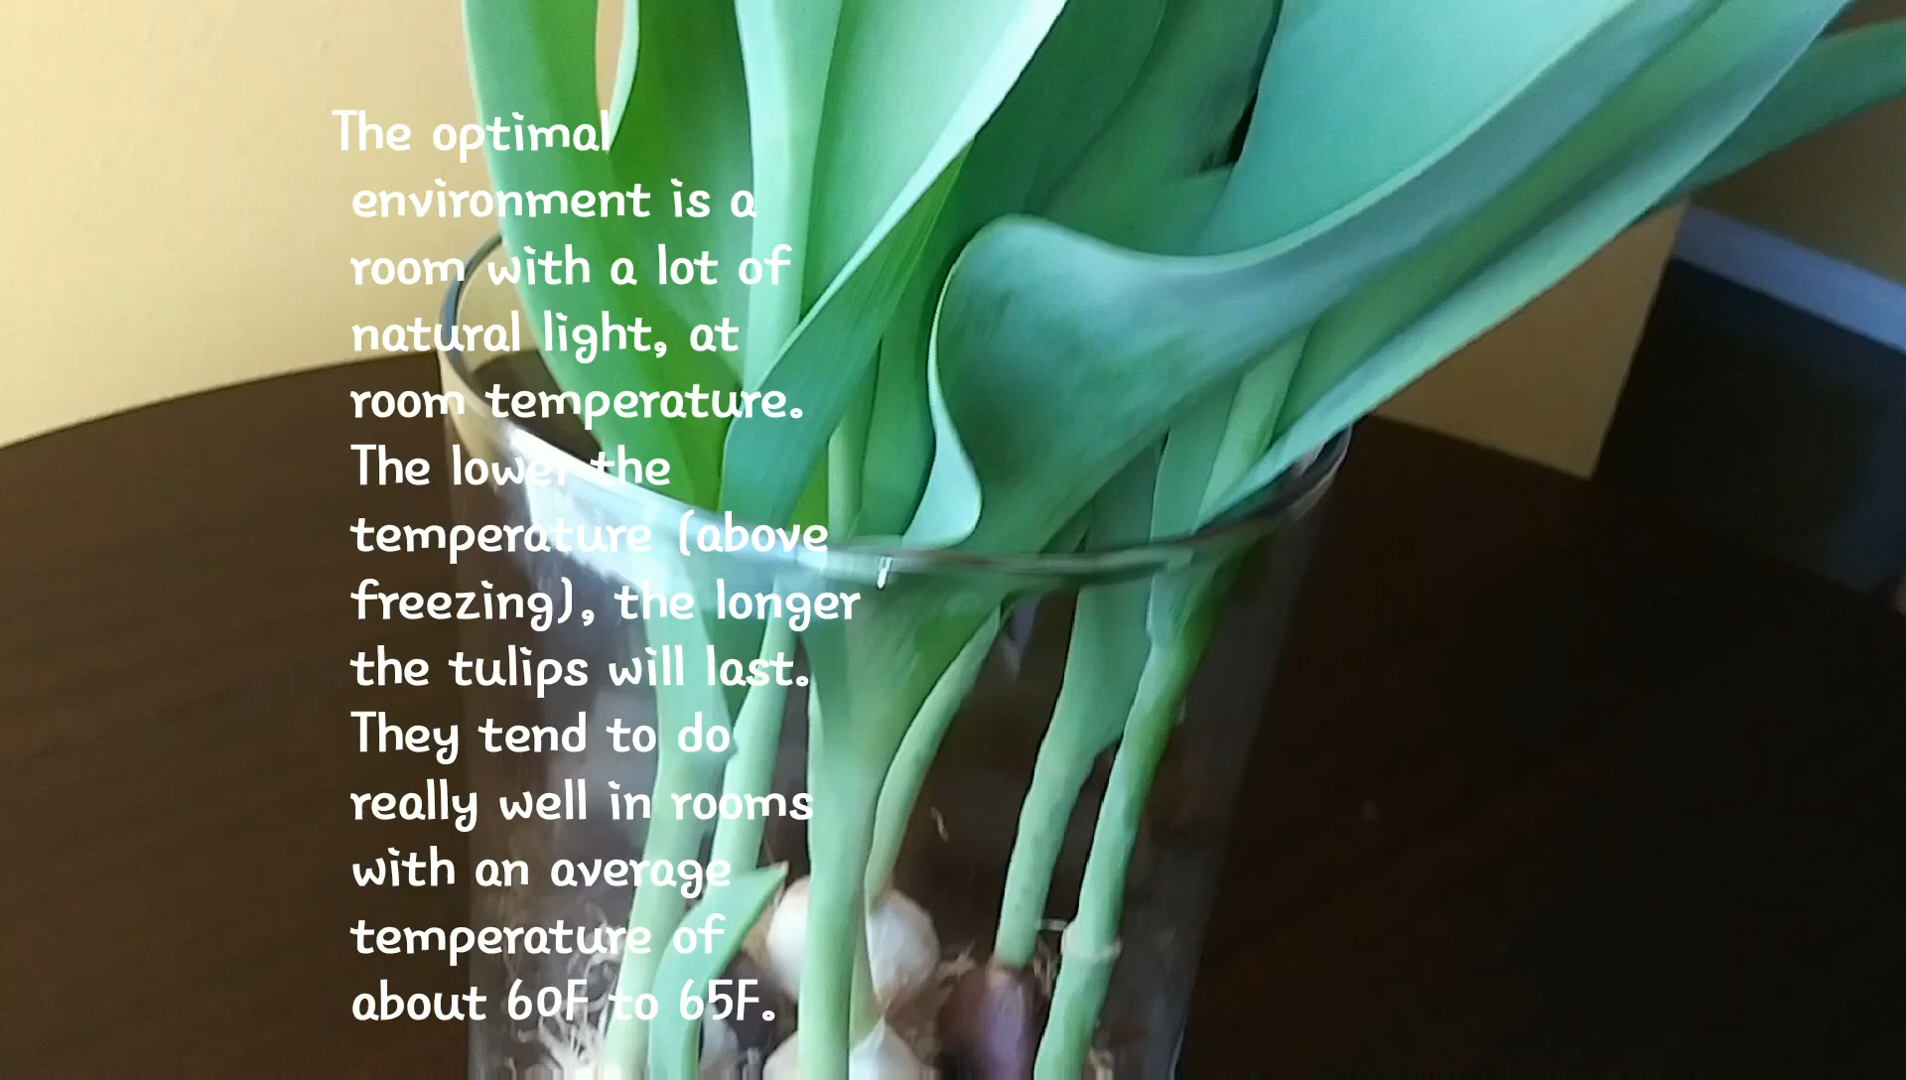 The optimal
environment is a
room with a lot of
natural light, at
room temperature.
The lower the
temperature (above
freezing), the longer
the tulips will last.
They tend to do
really well in rooms
with an average
temperature of
about 60F to 65F.